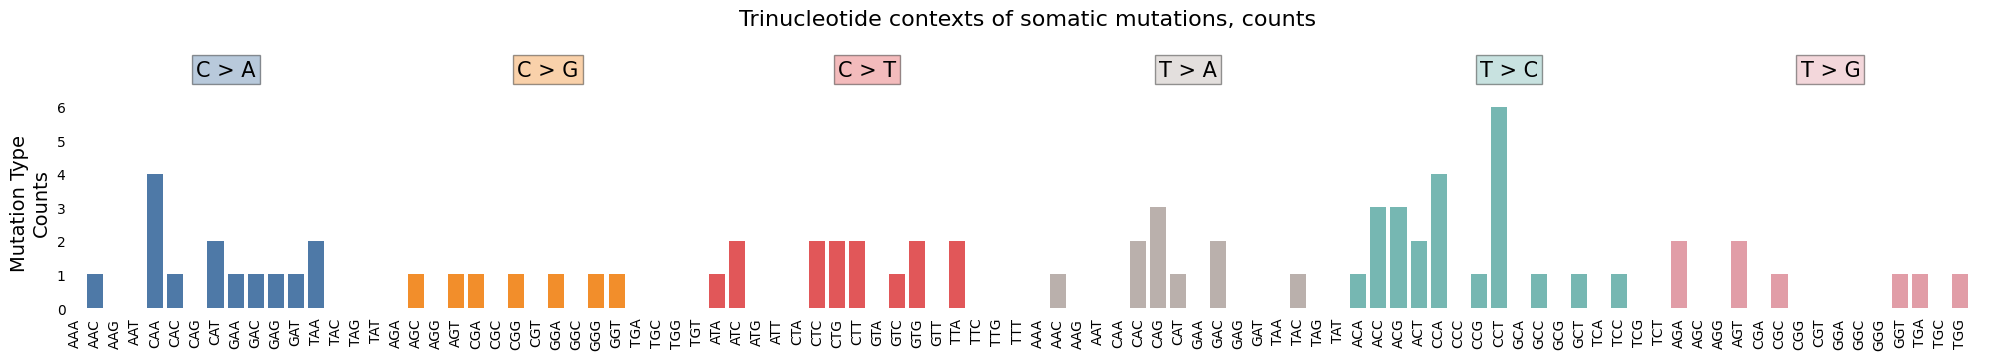 Trinucleotide contexts of somatic mutations, counts
C > A
C > G
C > T
T > A
T > C
T > G
Mutation Type
Counts
6
5
4
3
2
1
0
AAA
AAC
AAG
AAT
CAA
CAC
CAG
CAT
GAA
GAC
GAG
GAT
TAA
TAC
TAG
TAT
AGA
AGC
AGG
AGT
CGA
CGC
CGG
CGT
GGA
GGC
GGG
GGT
TGA
TGC
TGG
TGT
ATA
ATC
ATG
ATT
CTA
CTC
CTG
CTT
GTA
GTC
GTG
GTT
TTA
TTC
TTG
TTT
AAA
AAC
AAG
AAT
CAA
CAC
CAG
CAT
GAA
GAC
GAG
GAT
TAA
TAC
TAG
TAT
ACA
ACC
ACG
ACT
CCA
CCC
CCG
CCT
GCA
GCC
GCG
GCT
TCA
TCC
TCG
TCT
AGA
AGC
AGG
AGT
CGA
CGC
CGG
CGT
GGA
GGC
GGG
GGT
TGA
TGC
TGG